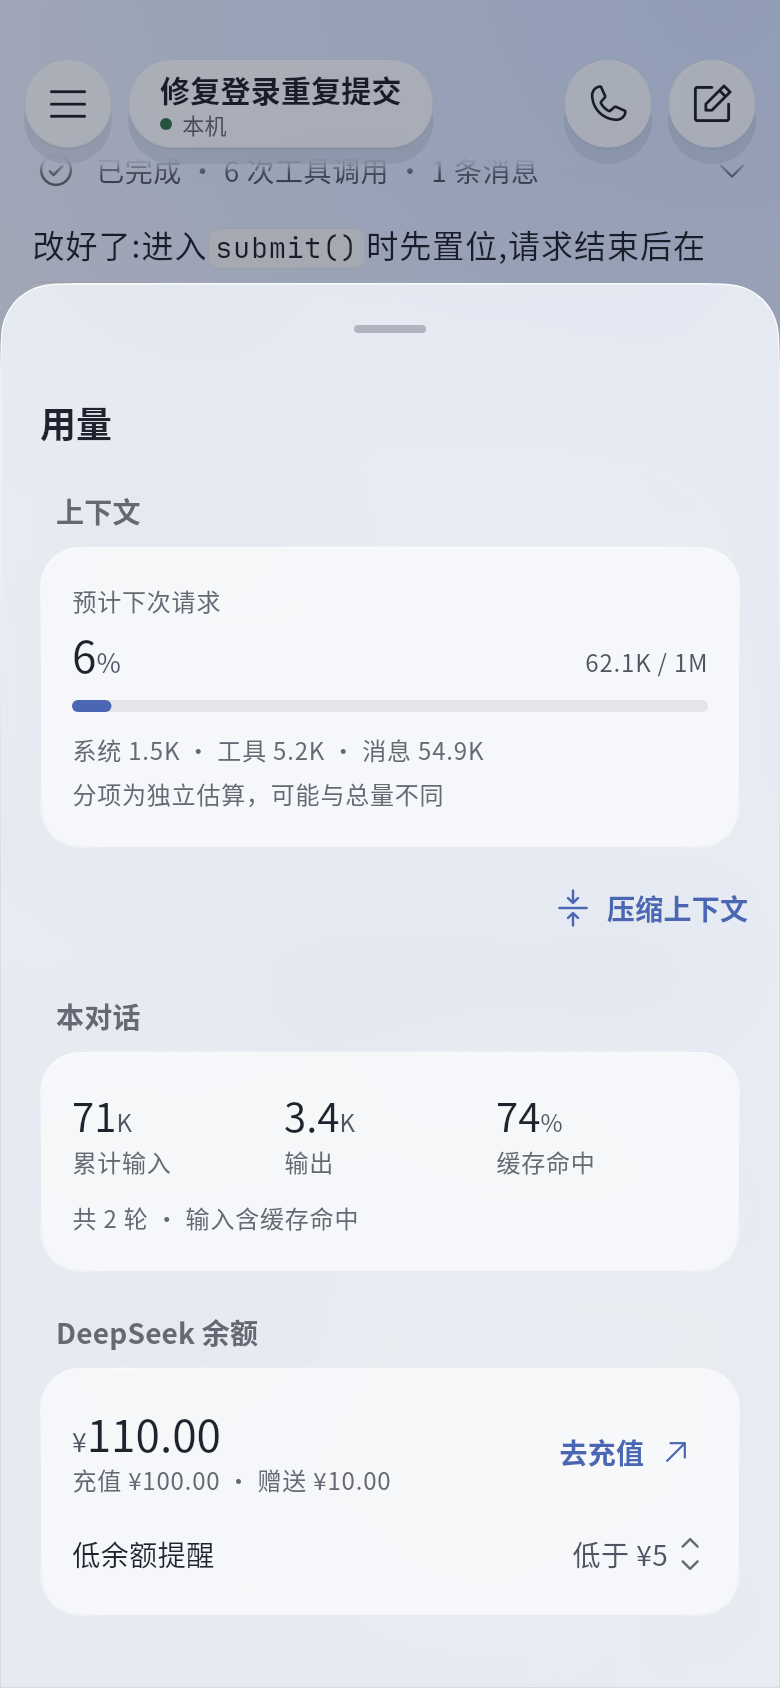 修复登录重复提交
本机
已完成 · 6 次工具调用 · 1 条消息
改好了:进入 submit() 时先置位,请求结束后在
用量
上下文
预计下次请求
6%
62.1K / 1M
系统 1.5K · 工具 5.2K · 消息 54.9K
分项为独立估算，可能与总量不同
压缩上下文
本对话
71K 3.4K 74%
累计输入 输出 缓存命中
共 2 轮 · 输入含缓存命中
DeepSeek 余额
¥110.00
去充值
充值 ¥100.00 · 赠送 ¥10.00
低余额提醒 低于 ¥5